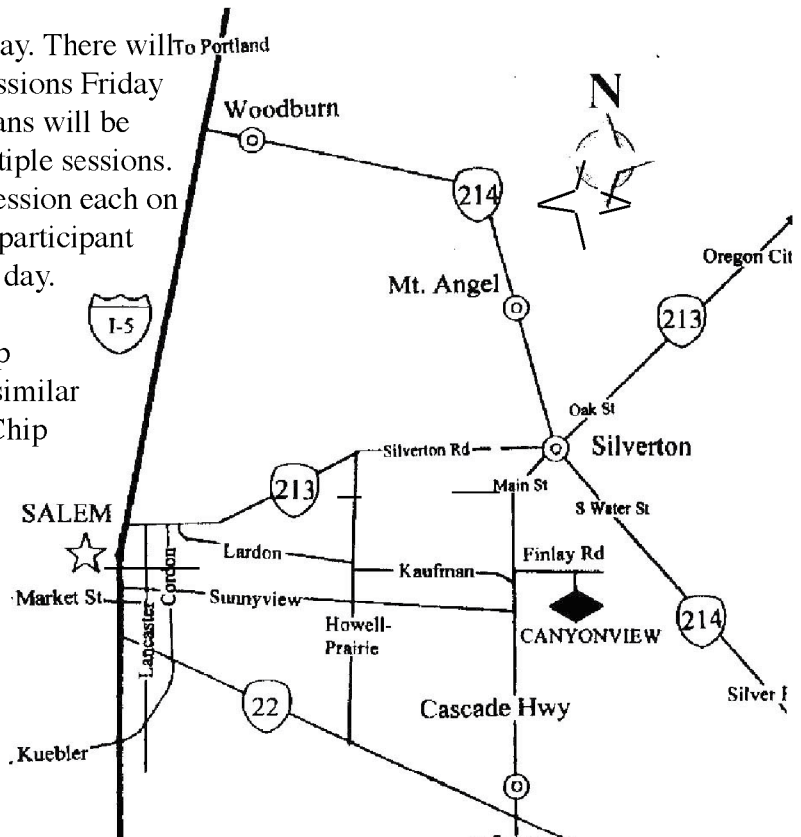 ay. There will
ssions Friday
ans will be
tiple sessions.
ession each on
participant
day.
p
similar
Chip
To Portland
Woodburn
N
214
Mt. Angel
Oregon Cit
213
I-5
Oak St
Silverton Rd
Silverton
213
Main St
S Water St
SALEM
Lardon
Finlay Rd
Kaufman
Cordon
Market St.
Sunnyview
Lancaster
Howell-
Prairie
CANYONVIEW
214
22
Cascade Hwy
Silver
Kuebler